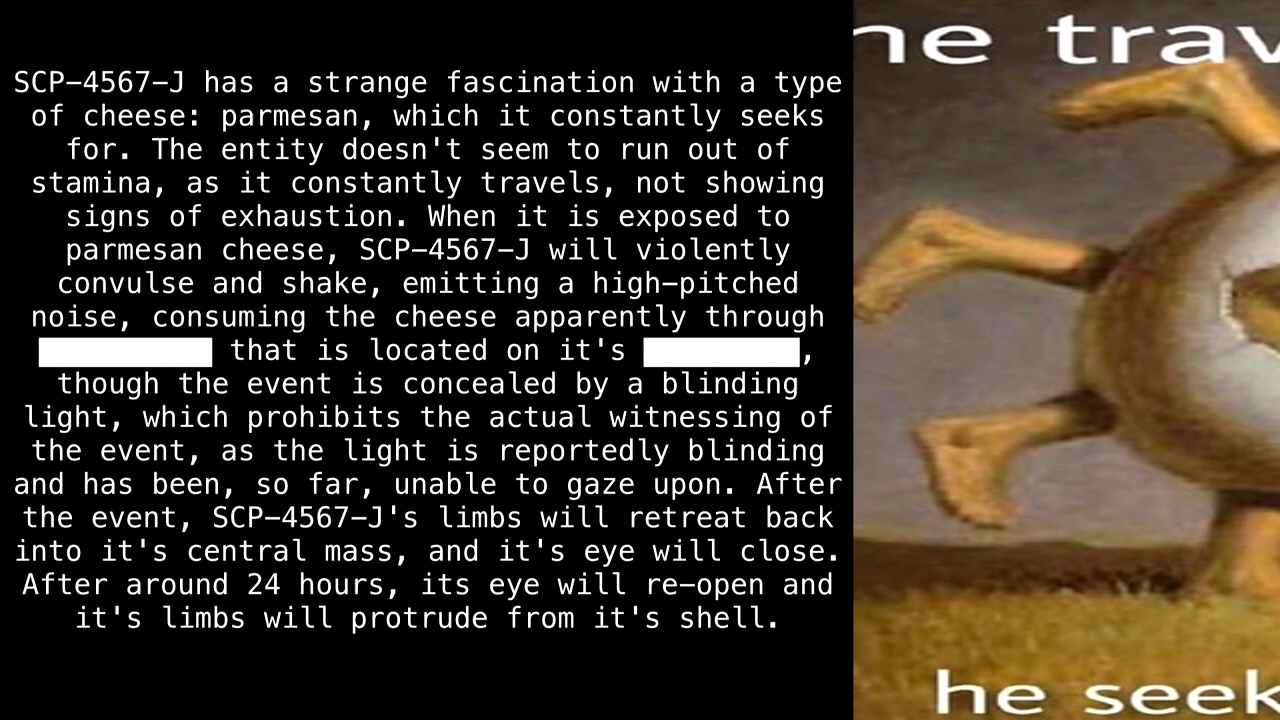 SCP-4567-J has a strange fascination with a type
of cheese: parmesan, which it constantly seeks
for. The entity doesn't seem to run out of
stamina, as it constantly travels, not showing
signs of exhaustion. When it is exposed to
parmesan cheese, SCP-4567-J will violently
convulse and shake, emitting a high-pitched
noise, consuming the cheese apparently through
that is located on it's ,
though the event is concealed by a blinding
light, which prohibits the actual witnessing of
the event, as the light is reportedly blinding
and has been, so far, unable to gaze upon. After
the event, SCP-4567-J's limbs will retreat back
into it's central mass, and it's eye will close.
After around 24 hours, its eye will re-open and
it's limbs will protrude from it's shell.
he trav
he seek